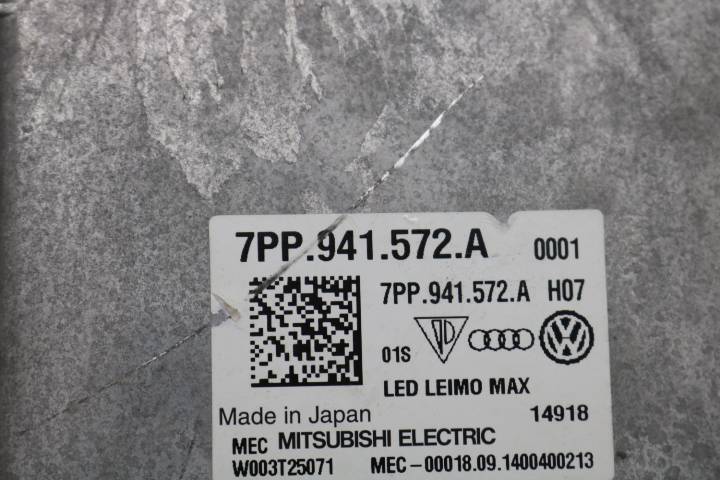 7PP.941.572.A 0001
7PP.941.572.A H07
01S
LED LEIMO MAX
Made in Japan 14918
MEC MITSUBISHI ELECTRIC
W003T25071 MEC-00018.09.1400400213